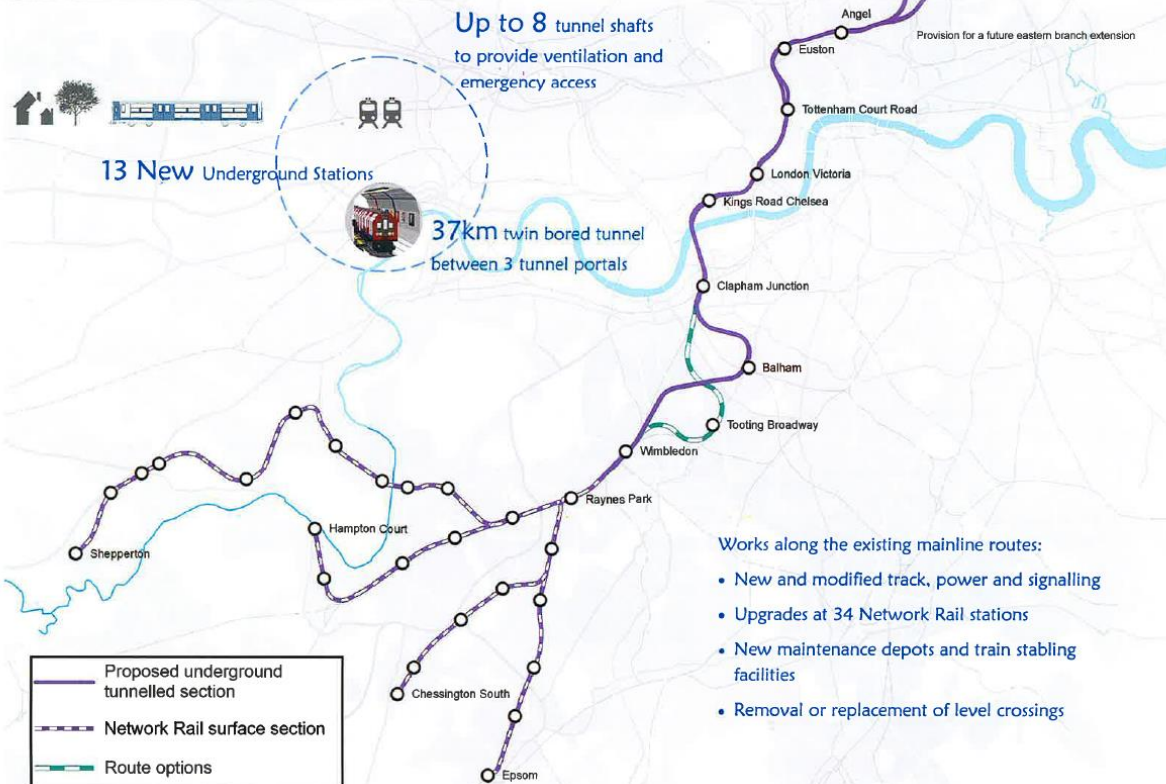 Up to 8 tunnel shafts
to provide ventilation and
emergency access
13 New Underground Stations
37km twin bored tunnel
between 3 tunnel portals
Angel
Provision for a future eastern branch extension
Euston
Tottenham Court Road
London Victoria
Kings Road Chelsea
Clapham Junction
Balham
Tooting Broadway
Wimbledon
Raynes Park
Hampton Court
Shepperton
Chessington South
Epsom
Works along the existing mainline routes:
• New and modified track, power and signalling
• Upgrades at 34 Network Rail stations
• New maintenance depots and train stabling
facilities
• Removal or replacement of level crossings
Proposed underground
tunnelled section
Network Rail surface section
Route options